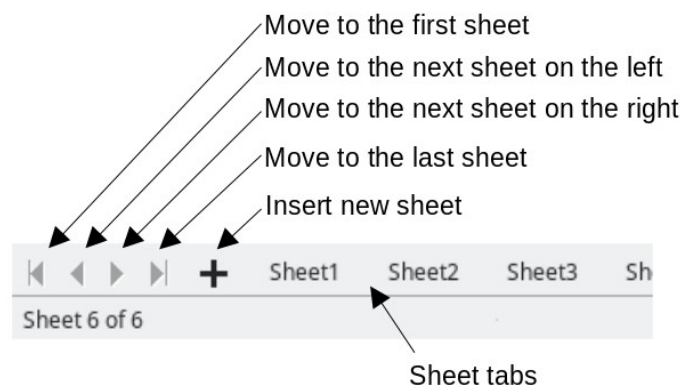 Move to the first sheet
Move to the next sheet on the left
Move to the next sheet on the right
Move to the last sheet
Insert new sheet
Sheet1 Sheet2 Sheet3 Sh
Sheet 6 of 6
Sheet tabs